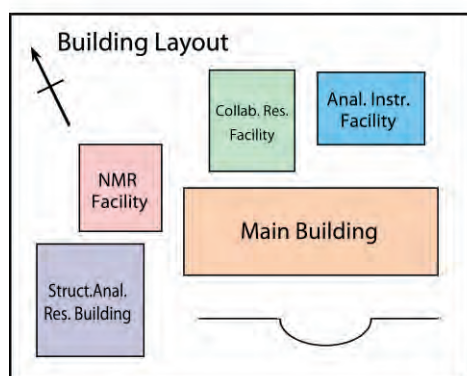 Building Layout
Collab. Res.
Facility
Anal. Instr.
Facility
NMR
Facility
Main Building
Struct.Anal.
Res. Building